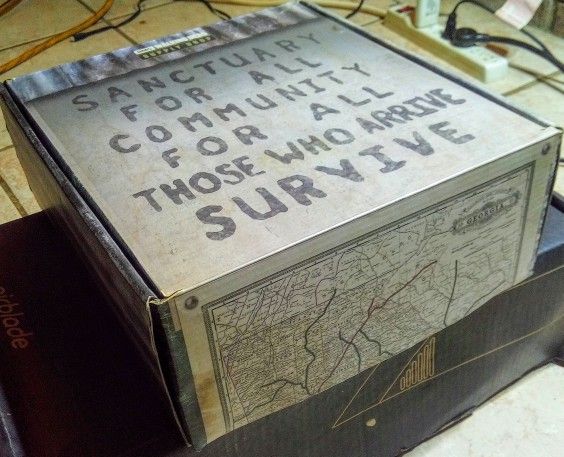 SANCTUARY
FOR ALL
COMMUNITY
FOR ALL
THOSE WHO ARRIVE
SURVIVE
GEORGIA